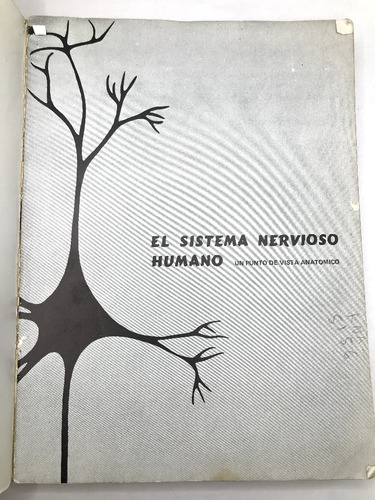 EL SISTEMA NERVIOSO
HUMANO UN PUNTO DE VISTA ANATOMICO